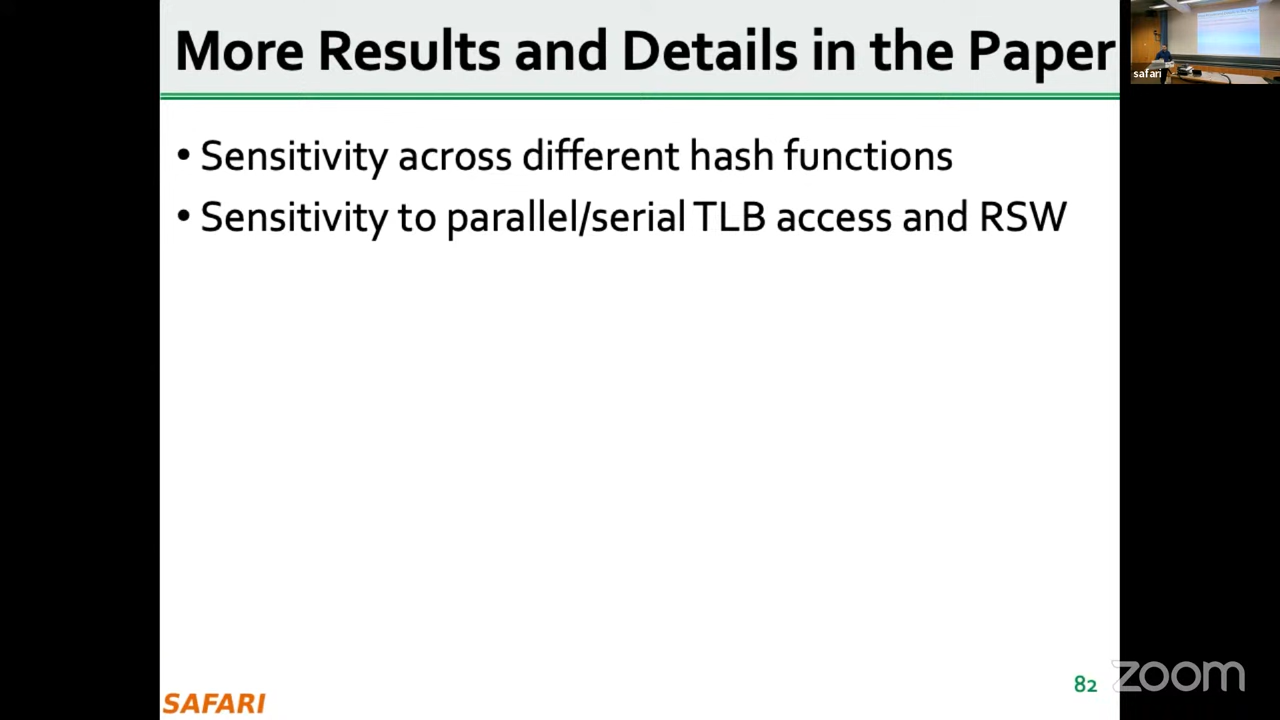 More Results and Details in the Paper
safari
• Sensitivity across different hash functions
• Sensitivity to parallel/serial TLB access and RSW
82
zoom
SAFARI